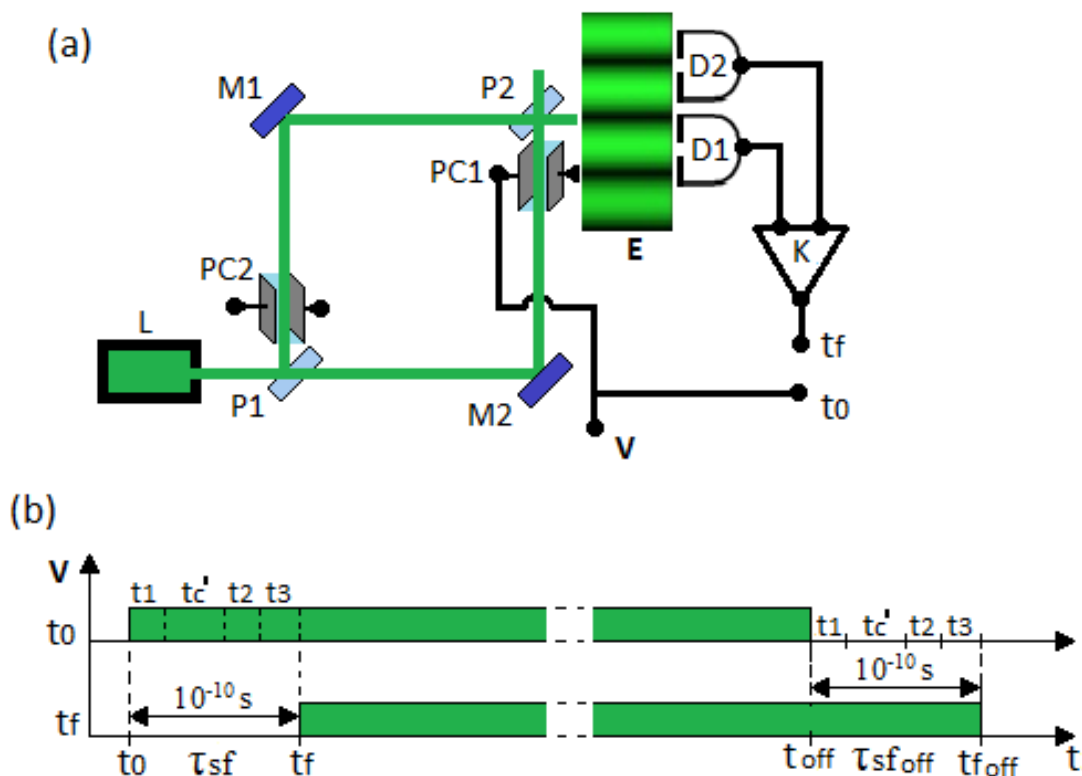 (a)
M1
P2
D2
PC1
D1
E
K
PC2
L
tf
P1
M2
t0
V
(b)
V
t1 tc' t2 t3
t0
t1 tc' t2 t3
10⁻¹⁰ s
10⁻¹⁰ s
tf
t0 τsf tf
toff τsfoff tfoff t